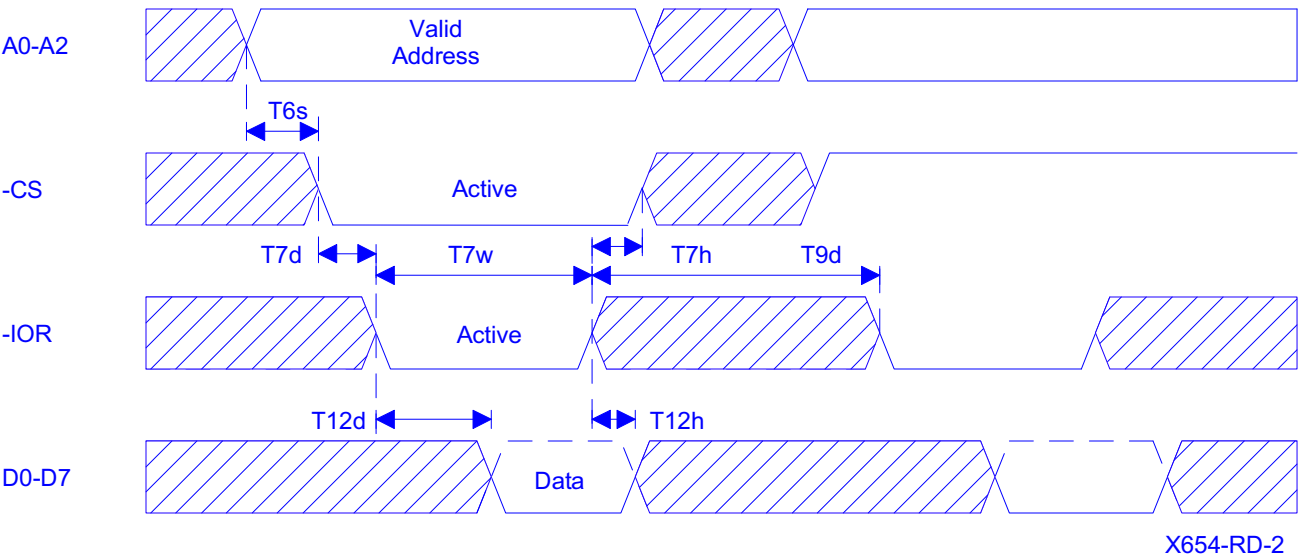 A0-A2
Valid
Address
T6s
-CS
Active
T7d
T7w
T7h
T9d
-IOR
Active
T12d
T12h
D0-D7
Data
X654-RD-2